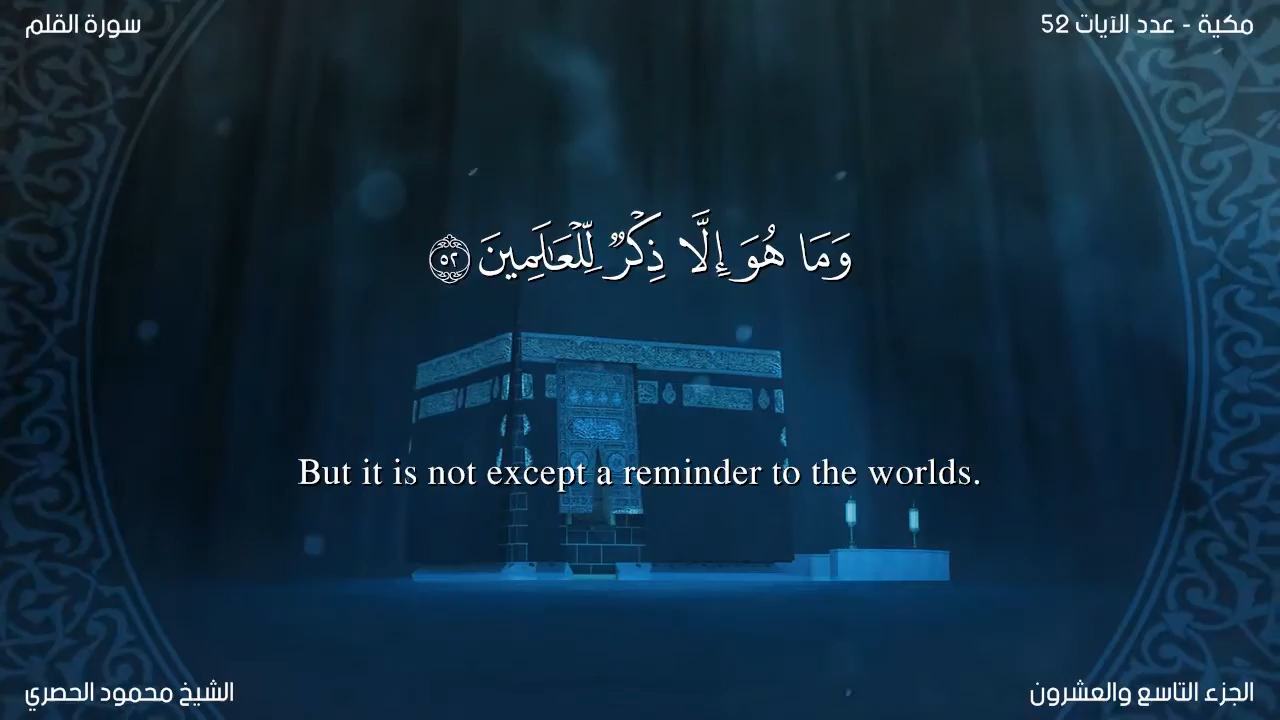 سورة القلم
مكية - عدد الآيات 52
وَمَا هُوَ إِلَّا ذِكْرٌ لِّلْعَالَمِينَ ٥٢
But it is not except a reminder to the worlds.
الشيخ محمود الحصري
الجزء التاسع والعشرون